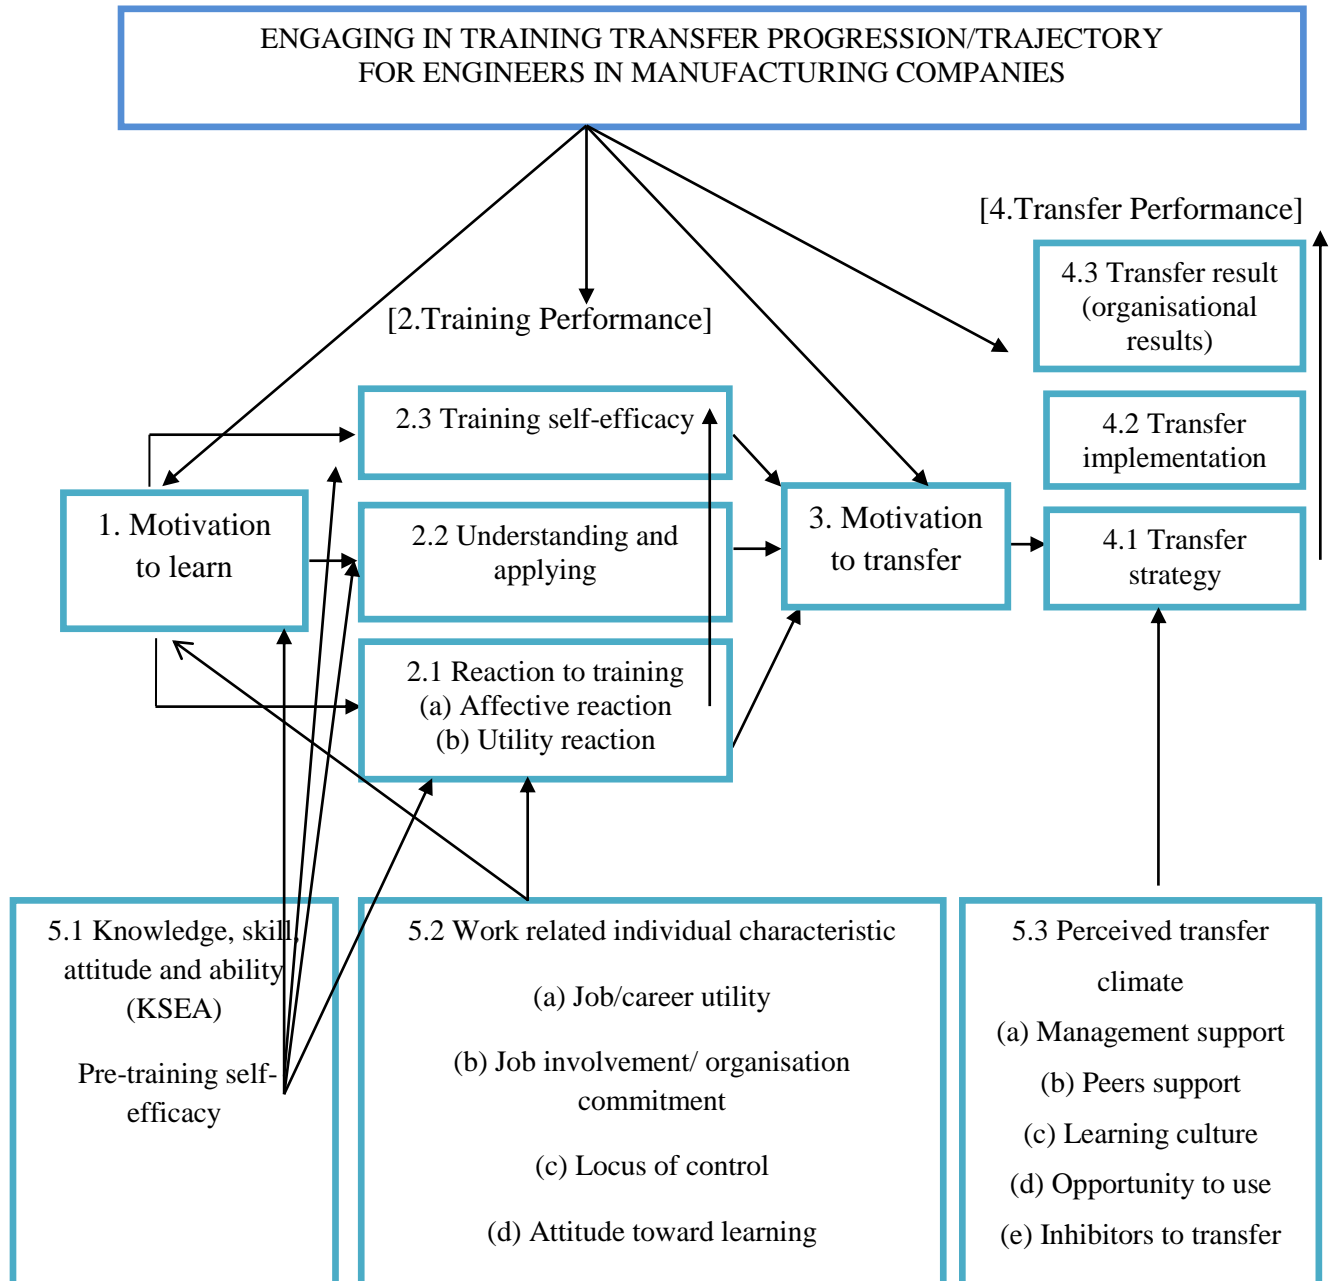 ENGAGING IN TRAINING TRANSFER PROGRESSION/TRAJECTORY
FOR ENGINEERS IN MANUFACTURING COMPANIES
[4.Transfer Performance]
4.3 Transfer result
(organisational
results)
[2.Training Performance]
2.3 Training self-efficacy
4.2 Transfer
implementation
1. Motivation
to learn
2.2 Understanding and
applying
3. Motivation
to transfer
4.1 Transfer
strategy
2.1 Reaction to training
(a) Affective reaction
(b) Utility reaction
5.1 Knowledge, skill,
attitude and ability
(KSEA)
Pre-training self-
efficacy
5.2 Work related individual characteristic
(a) Job/career utility
(b) Job involvement/ organisation
commitment
(c) Locus of control
(d) Attitude toward learning
5.3 Perceived transfer
climate
(a) Management support
(b) Peers support
(c) Learning culture
(d) Opportunity to use
(e) Inhibitors to transfer